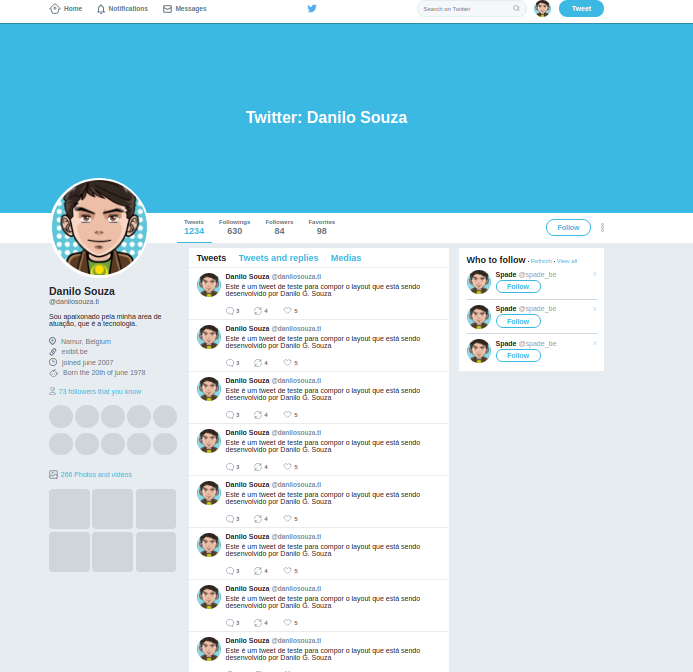 Home Notifications Messages Search on Twitter Tweet
Twitter: Danilo Souza
Tweets Followings Followers Favorites
1234 630 84 98
Follow
Danilo Souza
@danilosouza.ti
Sou apaixonado pela minha area de
atuação, que é a tecnologia.
Namur, Belgium
exibit.be
joined june 2007
Born the 20th of june 1978
73 followers that you know
266 Photos and videos
Tweets Tweets and replies Medias
Danilo Souza @danilosouza.ti
Este é um tweet de teste para compor o layout que está sendo
desenvolvido por Danilo G. Souza
3 4 5
Danilo Souza @danilosouza.ti
Este é um tweet de teste para compor o layout que está sendo
desenvolvido por Danilo G. Souza
3 4 5
Danilo Souza @danilosouza.ti
Este é um tweet de teste para compor o layout que está sendo
desenvolvido por Danilo G. Souza
3 4 5
Danilo Souza @danilosouza.ti
Este é um tweet de teste para compor o layout que está sendo
desenvolvido por Danilo G. Souza
3 4 5
Danilo Souza @danilosouza.ti
Este é um tweet de teste para compor o layout que está sendo
desenvolvido por Danilo G. Souza
3 4 5
Danilo Souza @danilosouza.ti
Este é um tweet de teste para compor o layout que está sendo
desenvolvido por Danilo G. Souza
3 4 5
Danilo Souza @danilosouza.ti
Este é um tweet de teste para compor o layout que está sendo
desenvolvido por Danilo G. Souza
3 4 5
Danilo Souza @danilosouza.ti
Este é um tweet de teste para compor o layout que está sendo
desenvolvido por Danilo G. Souza
Who to follow • Refresh • View all
Spade @spade_be x
Follow
Spade @spade_be x
Follow
Spade @spade_be x
Follow